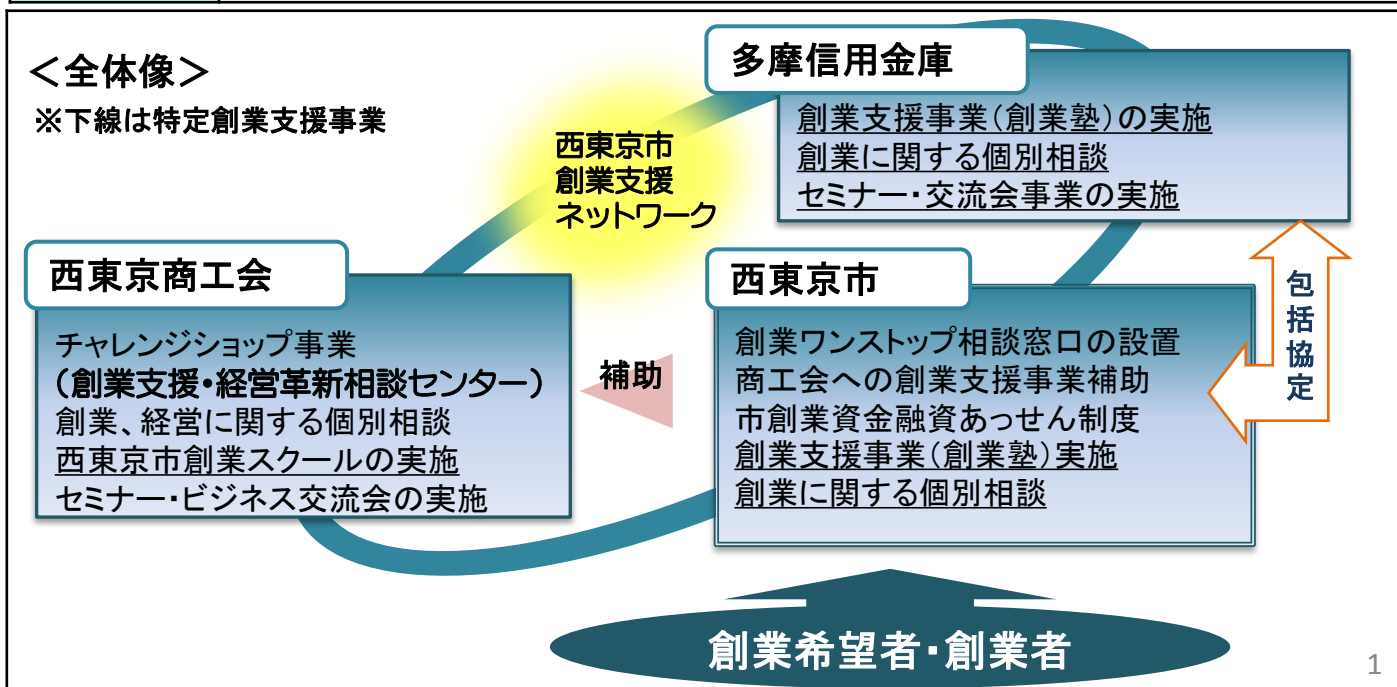 <全体像>
※下線は特定創業支援事業
西東京市
創業支援
ネットワーク
多摩信用金庫
創業支援事業(創業塾)の実施
創業に関する個別相談
セミナー・交流会事業の実施
西東京商工会
チャレンジショップ事業
(創業支援・経営革新相談センター)
創業、経営に関する個別相談
西東京市創業スクールの実施
セミナー・ビジネス交流会の実施
補助
西東京市
創業ワンストップ相談窓口の設置
商工会への創業支援事業補助
市創業資金融資あっせん制度
創業支援事業(創業塾)実施
創業に関する個別相談
包括協定
創業希望者・創業者
1